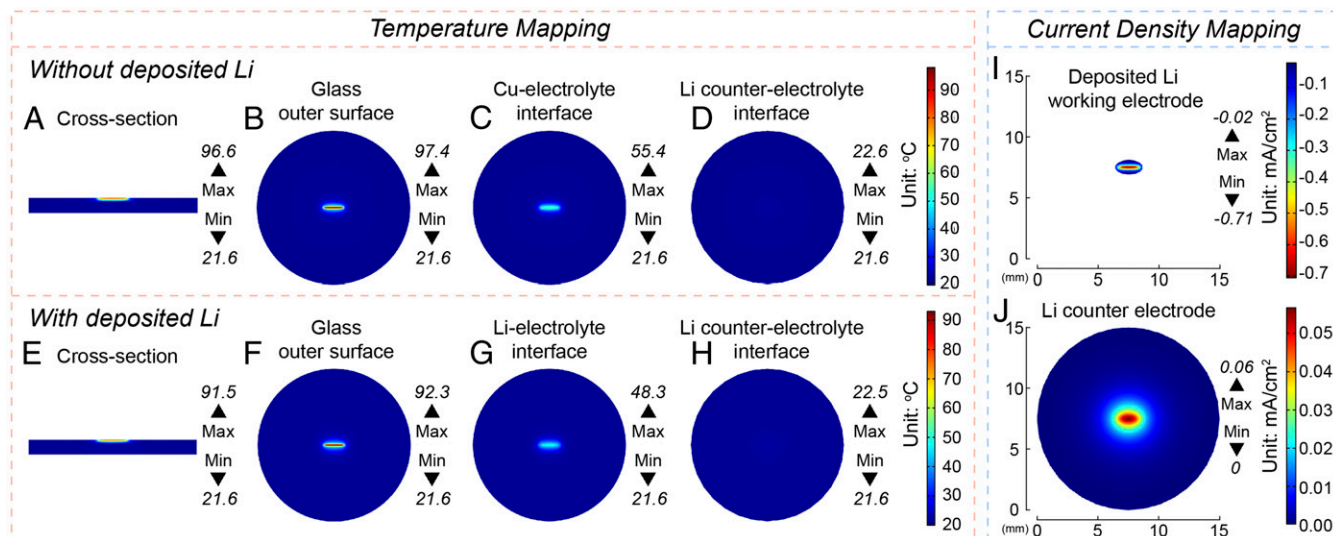 Temperature Mapping
Without deposited Li
A Cross-section
96.6
Max
Min
21.6
B Glass
outer surface
97.4
Max
Min
21.6
C Cu-electrolyte
interface
55.4
Max
Min
21.6
D Li counter-electrolyte
interface
22.6
Max
Min
21.6
Unit: °C
90
80
70
60
50
40
30
20
With deposited Li
E Cross-section
91.5
Max
Min
21.6
F Glass
outer surface
92.3
Max
Min
21.6
G Li-electrolyte
interface
48.3
Max
Min
21.6
H Li counter-electrolyte
interface
22.5
Max
Min
21.6
Unit: °C
90
80
70
60
50
40
30
20
Current Density Mapping
I
Deposited Li
working electrode
15
10
5
0
(mm) 0 5 10 15
-0.02
Max
Min
-0.71
Unit: mA/cm²
-0.1
-0.2
-0.3
-0.4
-0.5
-0.6
-0.7
J Li counter electrode
15
10
5
0
(mm) 0 5 10 15
0.06
Max
Min
0
Unit: mA/cm²
0.05
0.04
0.03
0.02
0.01
0.00